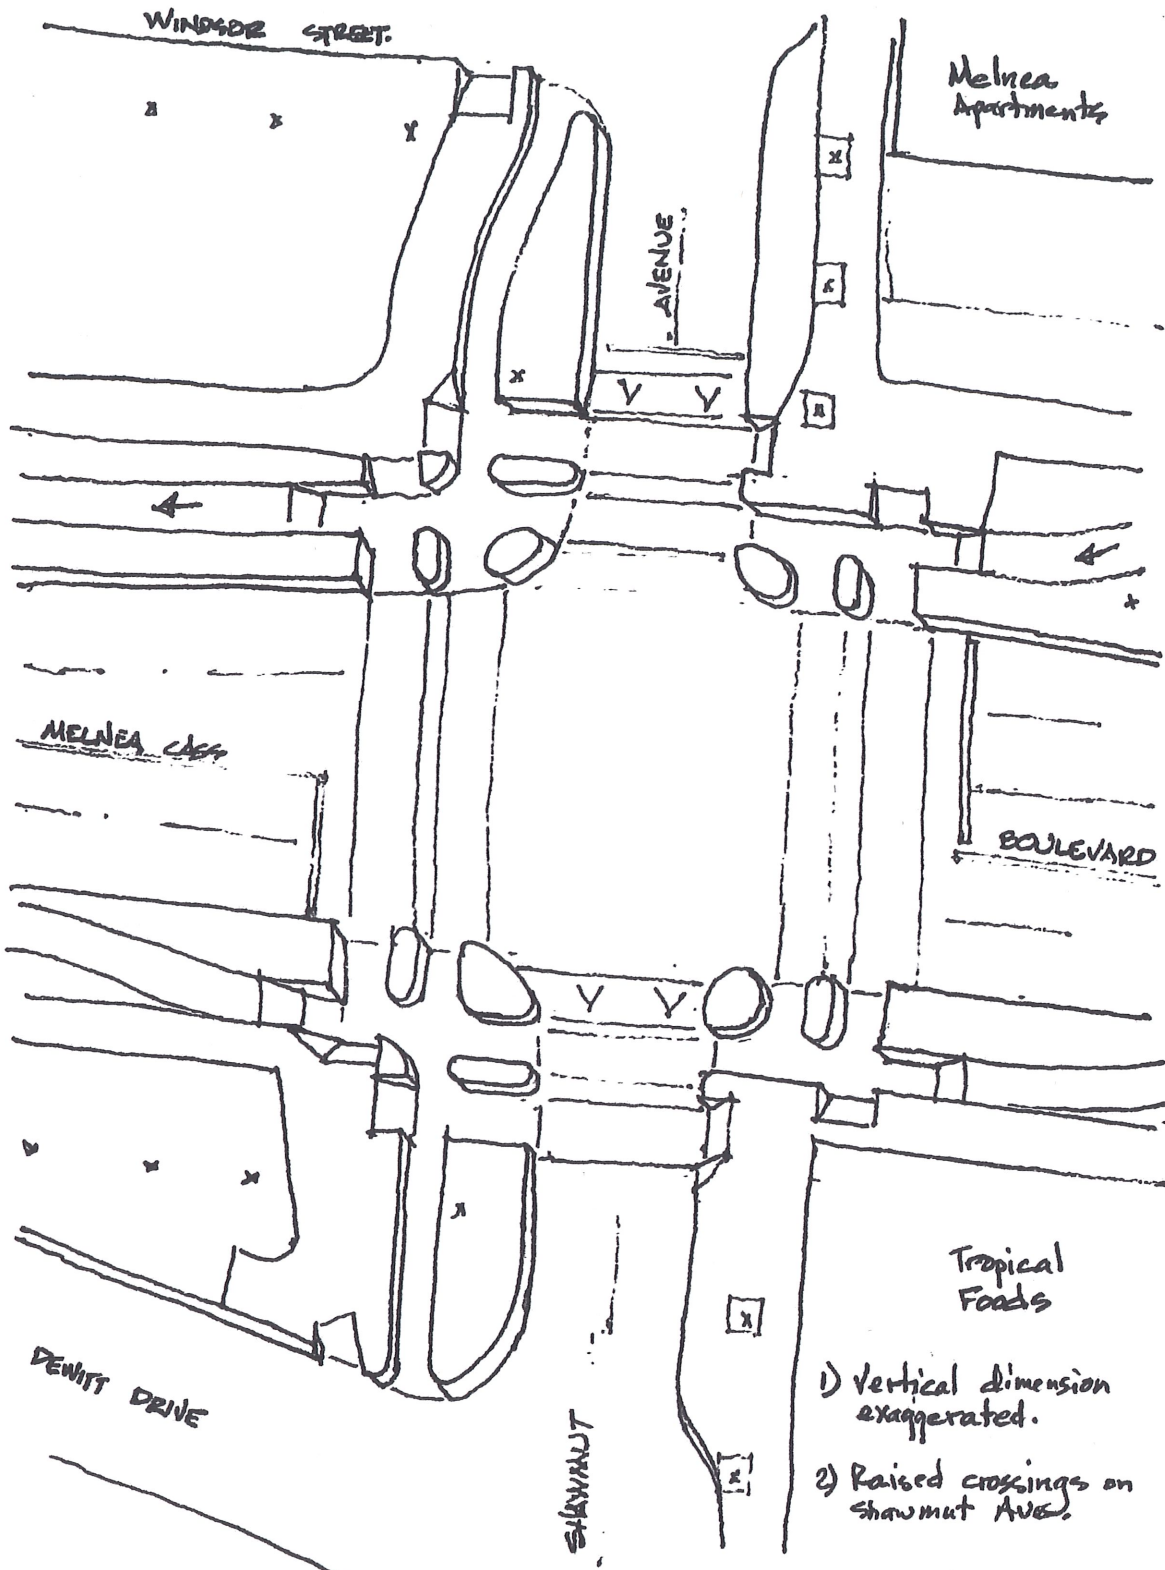 WINDSOR STREET.
Melnea
Apartments
AVENUE
MELNEA CASS
BOULEVARD
Tropical
Foods
DEWITT DRIVE
1) Vertical dimension
exaggerated.
SHAWMUT
2) Raised crossings on
Shawmut Ave.